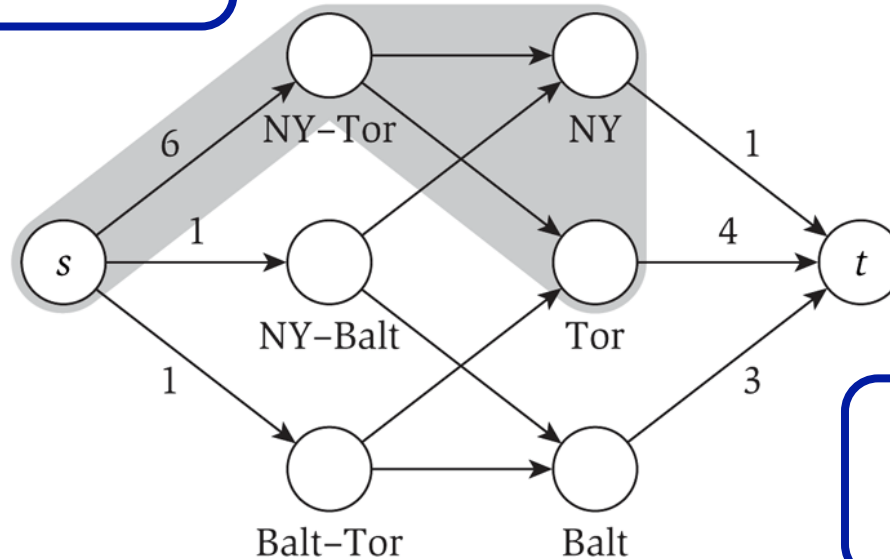 6
NY–Tor
NY
1
s
1
4
t
NY–Balt
Tor
1
3
Balt–Tor
Balt